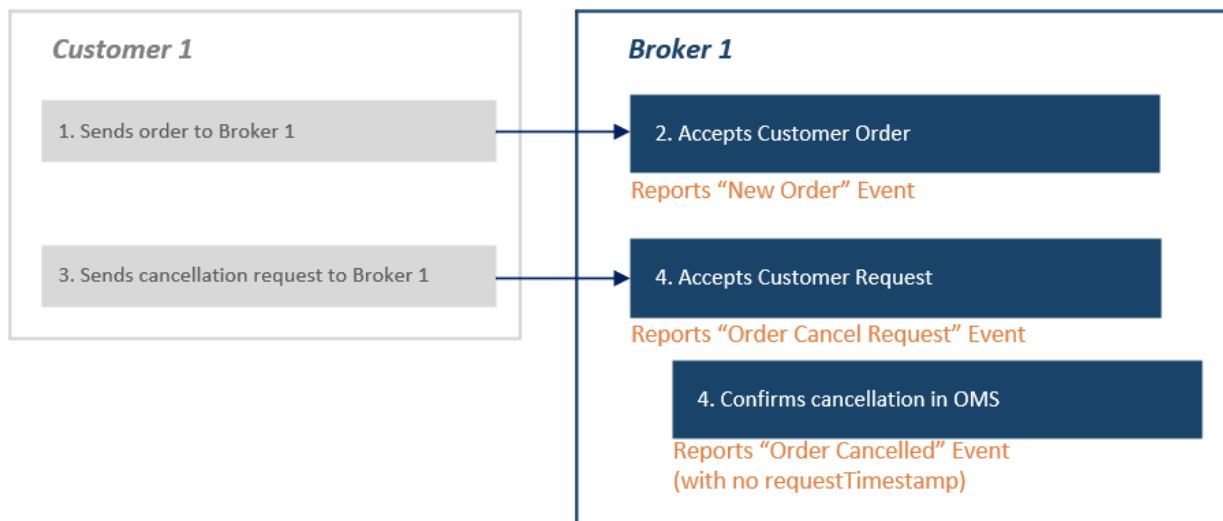 Customer 1
1. Sends order to Broker 1
3. Sends cancellation request to Broker 1
Broker 1
2. Accepts Customer Order
Reports “New Order” Event
4. Accepts Customer Request
Reports “Order Cancel Request” Event
4. Confirms cancellation in OMS
Reports “Order Cancelled” Event
(with no requestTimestamp)